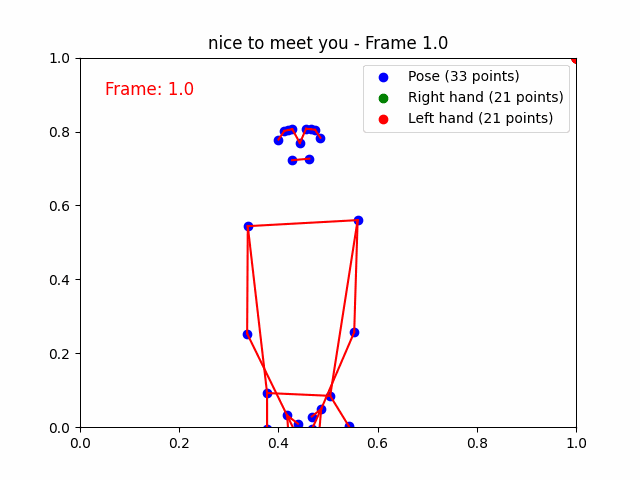 nice to meet you - Frame 1.0
Frame: 1.0
Pose (33 points)
Right hand (21 points)
Left hand (21 points)
1.0
0.8
0.6
0.4
0.2
0.0
0.0 0.2 0.4 0.6 0.8 1.0